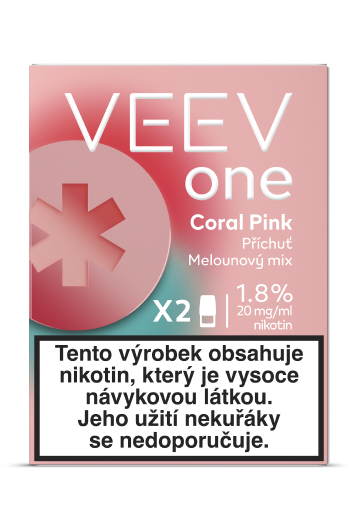 VEEV
one
Coral Pink
Příchuť
Melounový mix
X2
1.8%
20 mg/ml
nikotin
Tento výrobek obsahuje
nikotin, který je vysoce
návykovou látkou.
Jeho užití nekuřáky
se nedoporučuje.